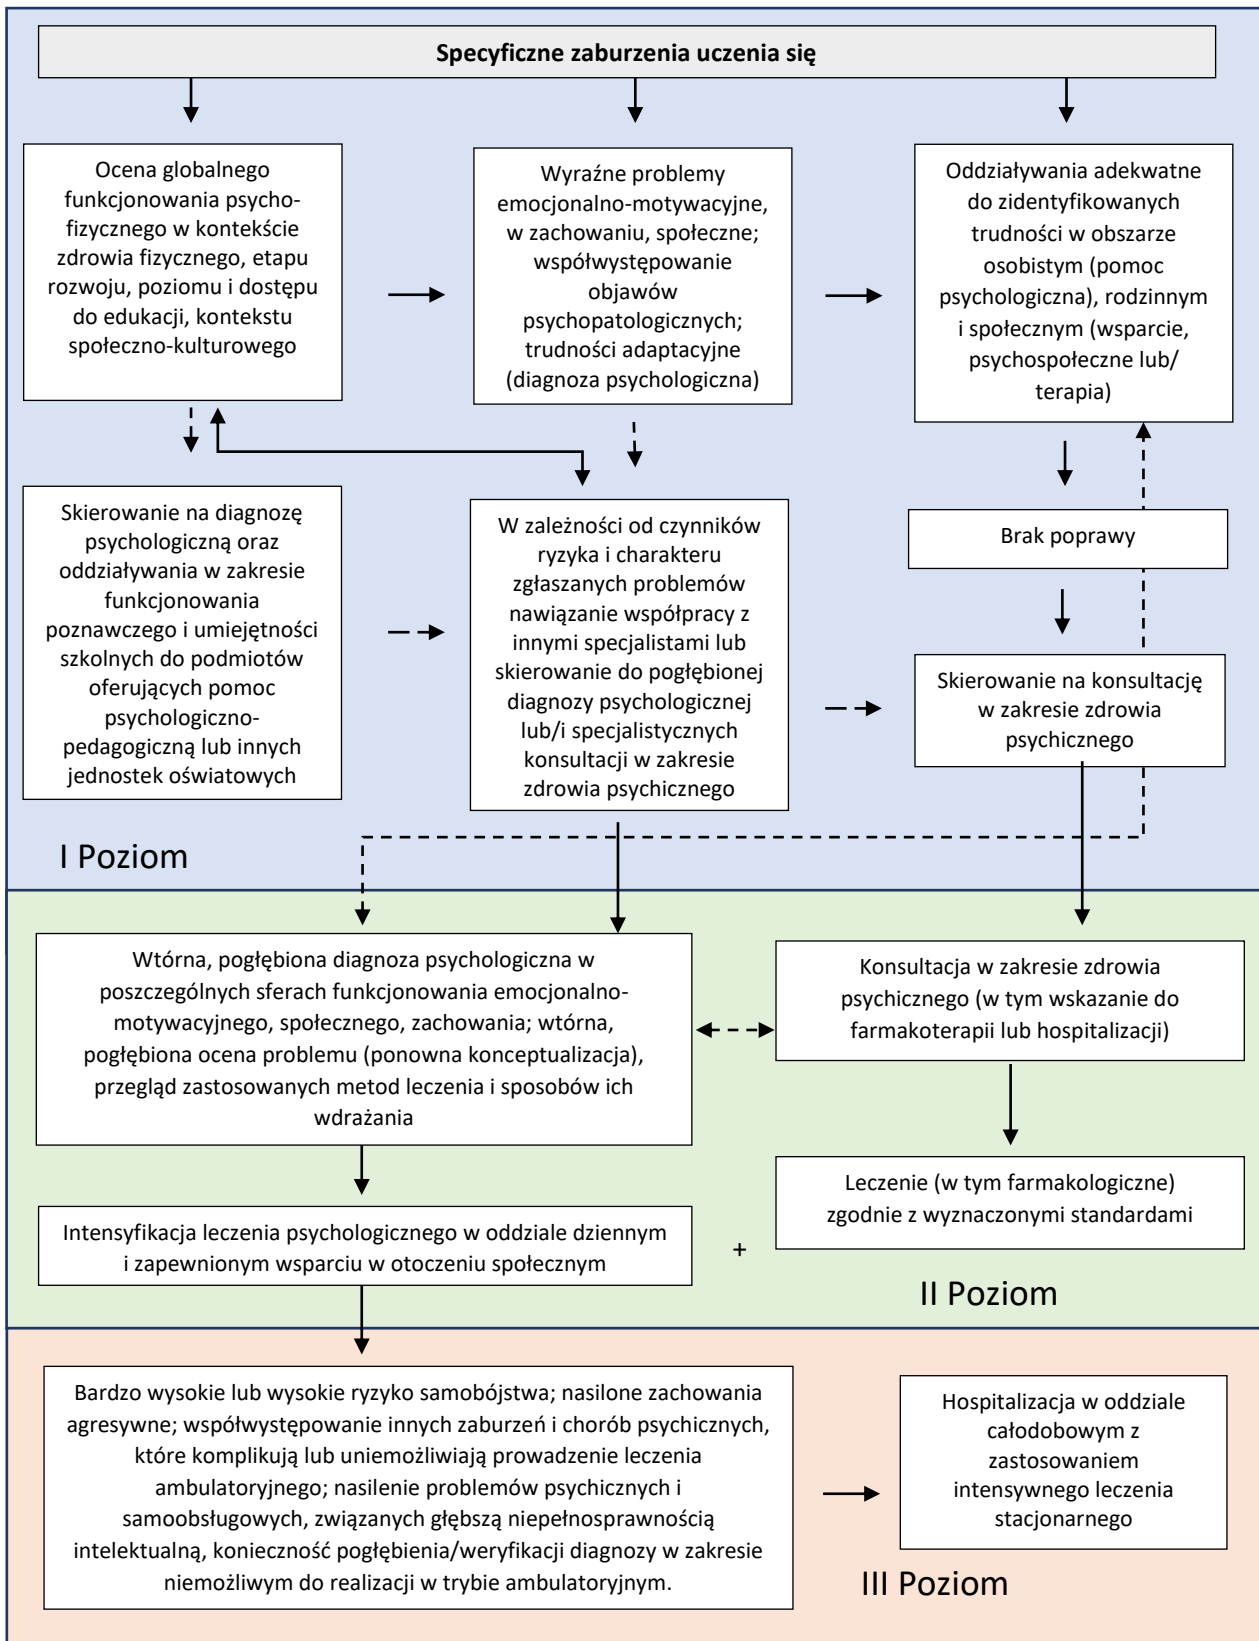 Specyficzne zaburzenia uczenia się
Ocena globalnego
funkcjonowania psycho-
fizycznego w kontekście
zdrowia fizycznego, etapu
rozwoju, poziomu i dostępu
do edukacji, kontekstu
społeczno-kulturowego
Wyraźne problemy
emocjonalno-motywacyjne,
w zachowaniu, społeczne;
współwystępowanie
objawów
psychopatologicznych;
trudności adaptacyjne
(diagnoza psychologiczna)
Oddziaływania adekwatne
do zidentyfikowanych
trudności w obszarze
osobistym (pomoc
psychologiczna), rodzinnym
i społecznym (wsparcie,
psychospołeczne lub/
terapia)
Skierowanie na diagnozę
psychologiczną oraz
oddziaływania w zakresie
funkcjonowania
poznawczego i umiejętności
szkolnych do podmiotów
oferujących pomoc
psychologiczno-
pedagogiczną lub innych
jednostek oświatowych
W zależności od czynników
ryzyka i charakteru
zgłaszanych problemów
nawiązanie współpracy z
innymi specjalistami lub
skierowanie do pogłębionej
diagnozy psychologicznej
lub/i specjalistycznych
konsultacji w zakresie
zdrowia psychicznego
Brak poprawy
Skierowanie na konsultację
w zakresie zdrowia
psychicznego
I Poziom
Wtórna, pogłębiona diagnoza psychologiczna w
poszczególnych sferach funkcjonowania emocjonalno-
motywacyjnego, społecznego, zachowania; wtórna,
pogłębiona ocena problemu (ponowna konceptualizacja),
przegląd zastosowanych metod leczenia i sposobów ich
wdrażania
Konsultacja w zakresie zdrowia
psychicznego (w tym wskazanie do
farmakoterapii lub hospitalizacji)
Leczenie (w tym farmakologiczne)
zgodnie z wyznaczonymi standardami
Intensyfikacja leczenia psychologicznego w oddziale dziennym
i zapewnionym wsparciu w otoczeniu społecznym
+
II Poziom
Bardzo wysokie lub wysokie ryzyko samobójstwa; nasilone zachowania
agresywne; współwystępowanie innych zaburzeń i chorób psychicznych,
które komplikują lub uniemożliwiają prowadzenie leczenia
ambulatoryjnego; nasilenie problemów psychicznych i
samoobsługowych, związanych głębszą niepełnosprawnością
intelektualną, konieczność pogłębienia/weryfikacji diagnozy w zakresie
niemożliwym do realizacji w trybie ambulatoryjnym.
Hospitalizacja w oddziale
całodobowym z
zastosowaniem
intensywnego leczenia
stacjonarnego
III Poziom